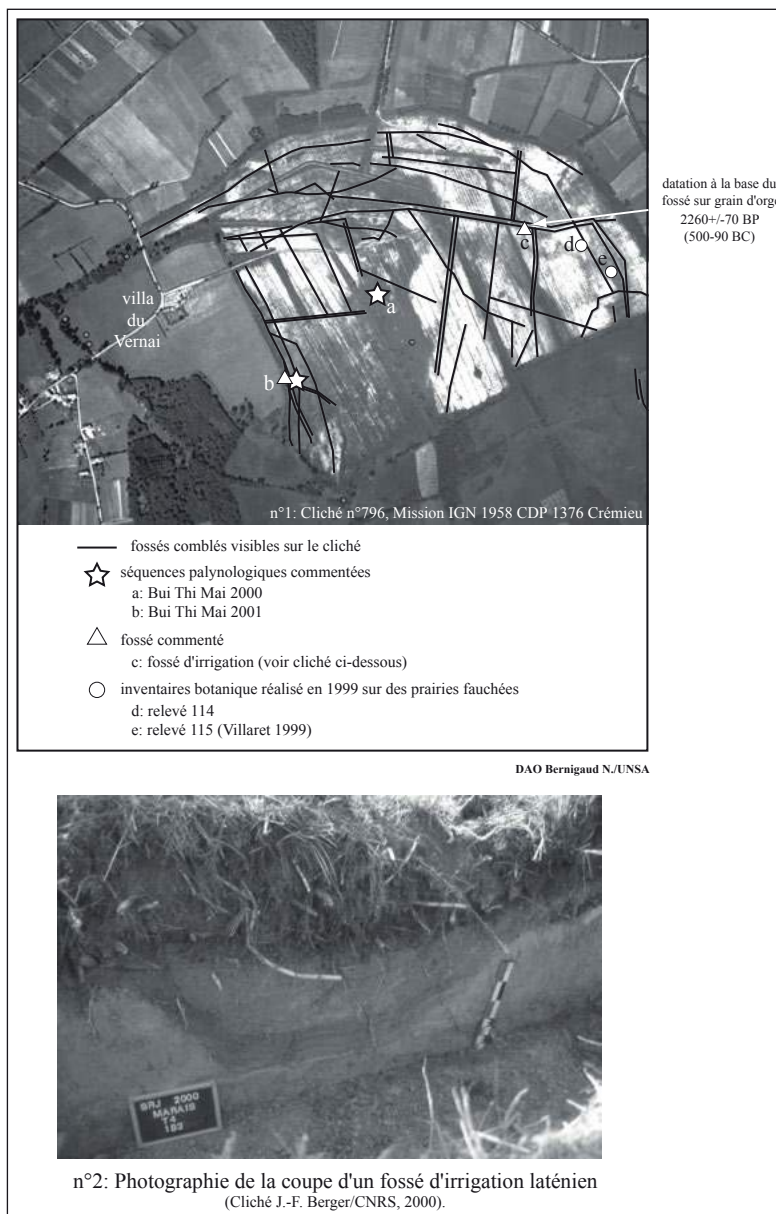 datation à la base du
fossé sur grain d'orge
2260+/-70 BP
(500-90 BC)
c
d
e
villa
du
Vernai
a
b
n°1: Cliché n°796, Mission IGN 1958 CDP 1376 Crémieu
fossés comblés visibles sur le cliché
séquences palynologiques commentées
a: Bui Thi Mai 2000
b: Bui Thi Mai 2001
fossé commenté
c: fossé d'irrigation (voir cliché ci-dessous)
inventaires botanique réalisé en 1999 sur des prairies fauchées
d: relevé 114
e: relevé 115 (Villaret 1999)
DAO Bernigaud N./UNSA
SRJ 2000
MARAIS
T4
183
n°2: Photographie de la coupe d'un fossé d'irrigation laténien
(Cliché J.-F. Berger/CNRS, 2000).